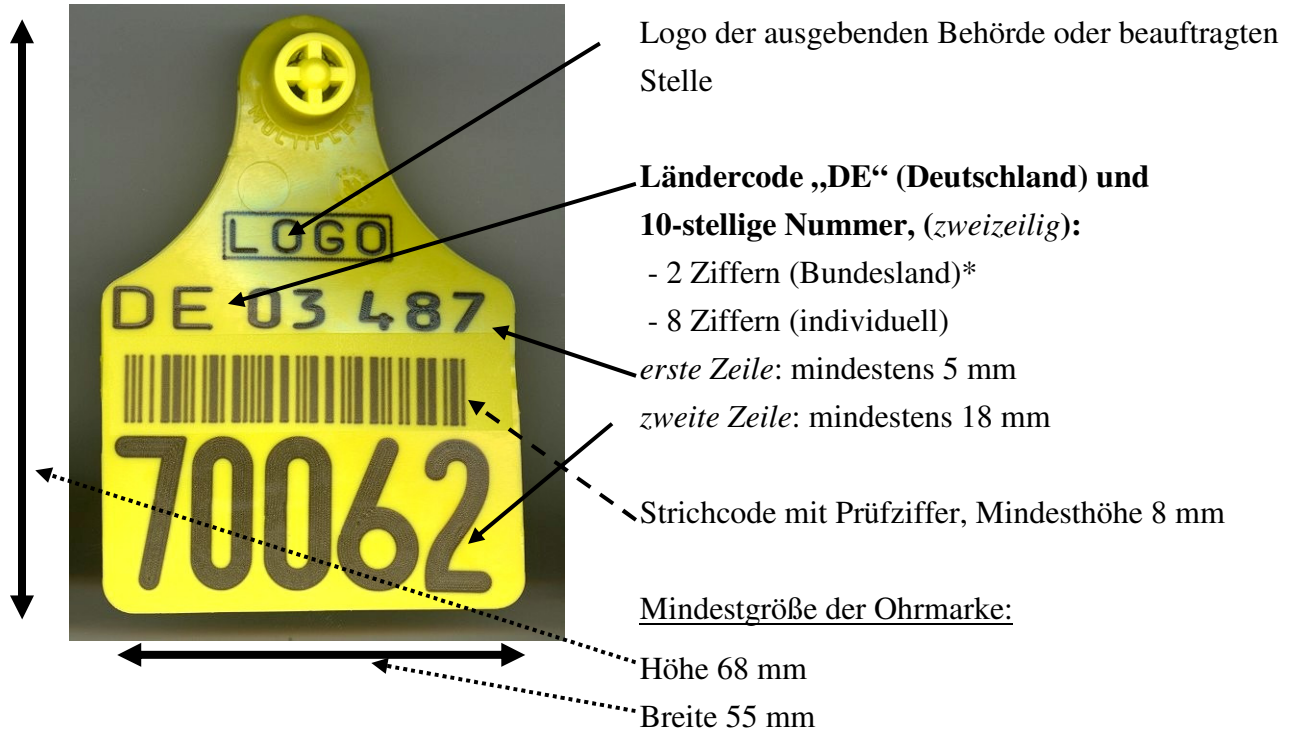 Logo der ausgebenden Behörde oder beauftragten
Stelle
Ländercode „DE“ (Deutschland) und
10-stellige Nummer, (zweizeilig):
- 2 Ziffern (Bundesland)*
- 8 Ziffern (individuell)
erste Zeile: mindestens 5 mm
zweite Zeile: mindestens 18 mm
Strichcode mit Prüfziffer, Mindesthöhe 8 mm
Mindestgröße der Ohrmarke:
Höhe 68 mm
Breite 55 mm
MULTIFLEX
LOGO
DE 03 487
70062